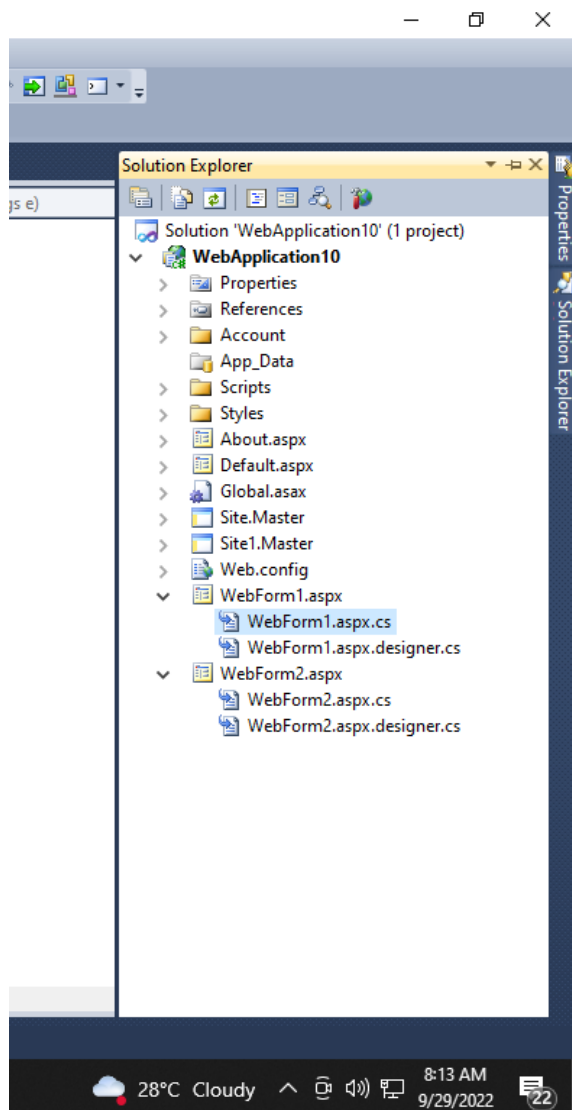 Solution Explorer
gs e)
Solution 'WebApplication10' (1 project)
WebApplication10
Properties
References
Account
App_Data
Scripts
Styles
About.aspx
Default.aspx
Global.asax
Site.Master
Site1.Master
Web.config
WebForm1.aspx
WebForm1.aspx.cs
WebForm1.aspx.designer.cs
WebForm2.aspx
WebForm2.aspx.cs
WebForm2.aspx.designer.cs
Properties
Solution Explorer
28°C Cloudy
8:13 AM
9/29/2022
22